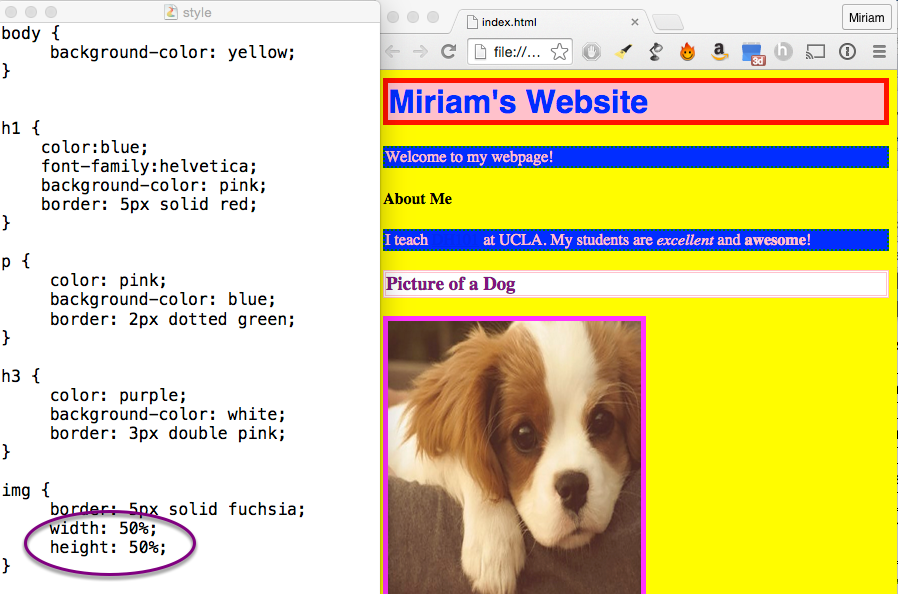 style
body {
background-color: yellow;
}
h1 {
color:blue;
font-family:helvetica;
background-color: pink;
border: 5px solid red;
}
p {
color: pink;
background-color: blue;
border: 2px dotted green;
}
h3 {
color: purple;
background-color: white;
border: 3px double pink;
}
img {
border: 5px solid fuchsia;
width: 50%;
height: 50%;
}
index.html
Miriam
file://...
a
3d
h
Miriam's Website
Welcome to my webpage!
About Me
I teach at UCLA. My students are excellent and awesome!
Picture of a Dog